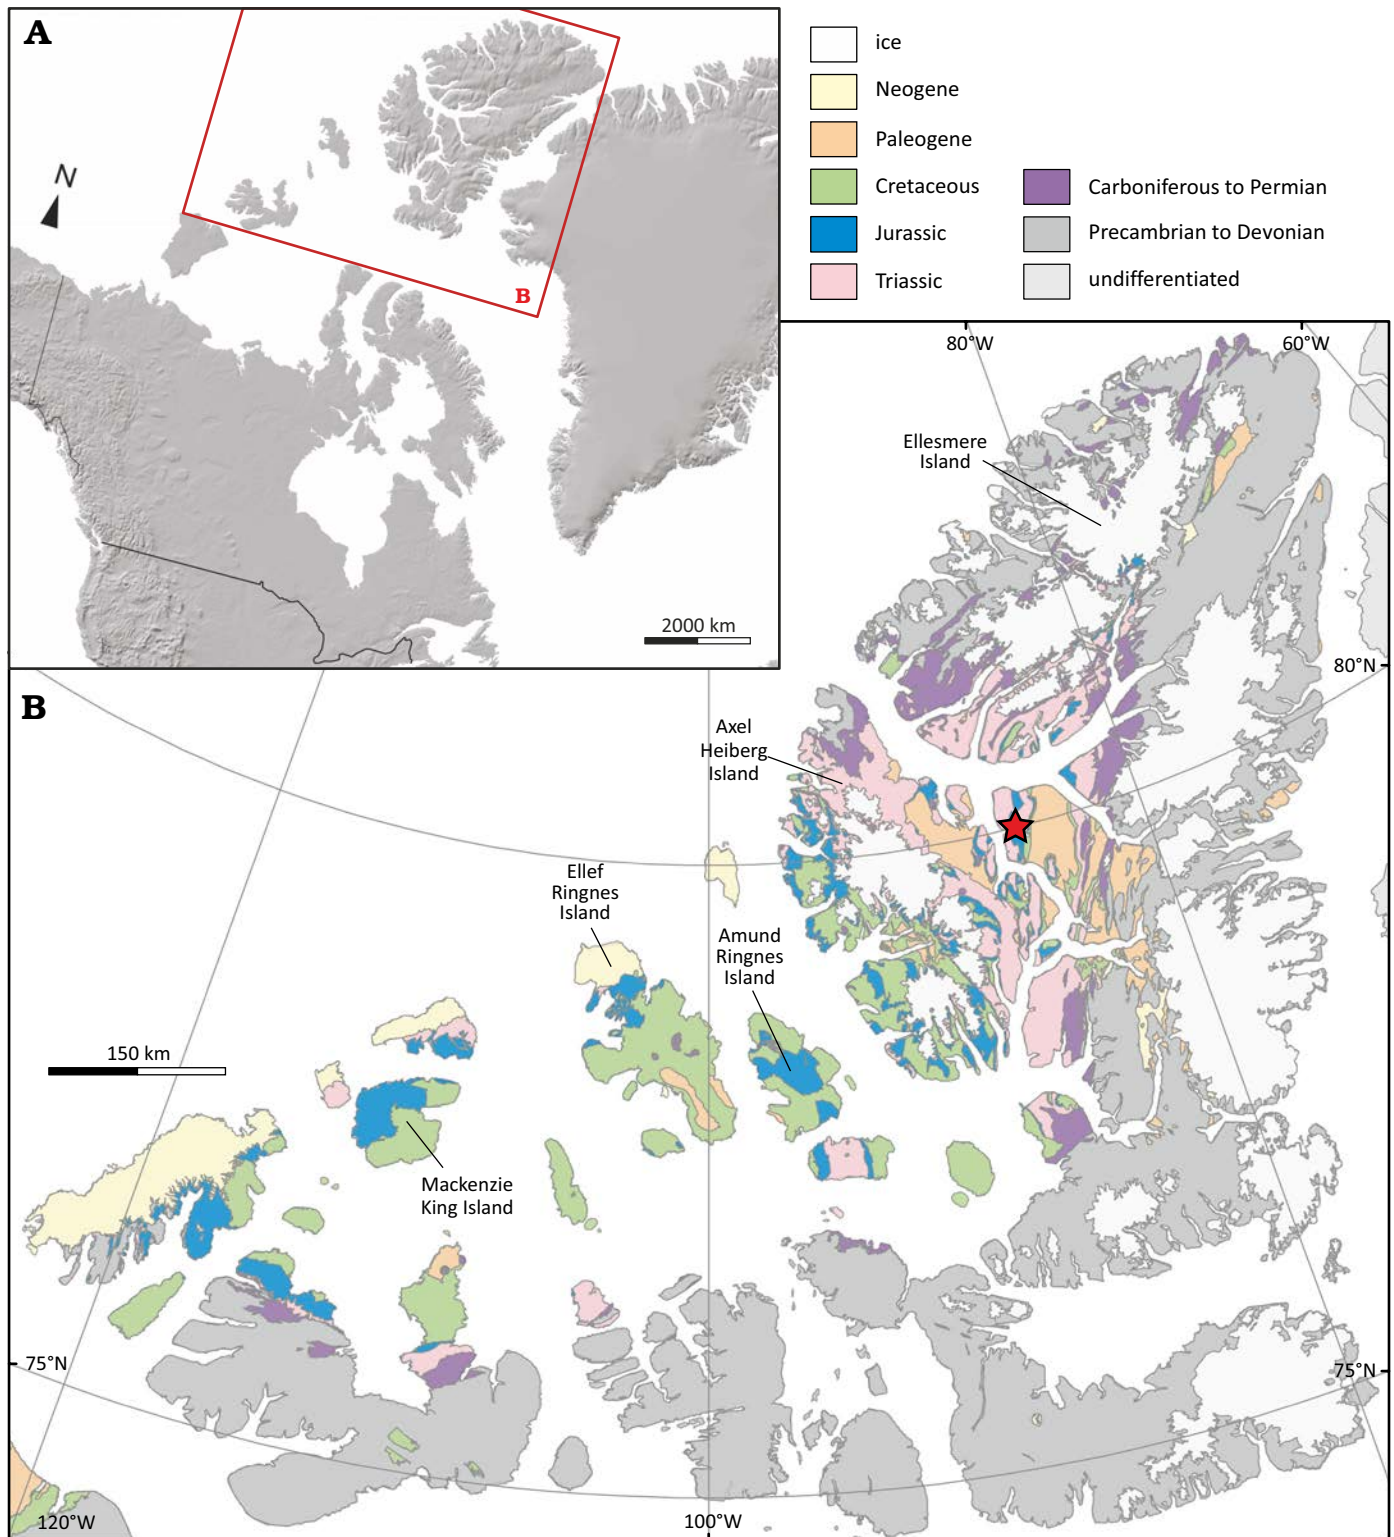 A
N
B
2000 km
ice
Neogene
Paleogene
Cretaceous
Jurassic
Triassic
Carboniferous to Permian
Precambrian to Devonian
undifferentiated
B
80°W
60°W
Ellesmere
Island
80°N
Axel
Heiberg
Island
Ellef
Ringnes
Island
Amund
Ringnes
Island
150 km
Mackenzie
King Island
75°N
75°N
120°W
100°W